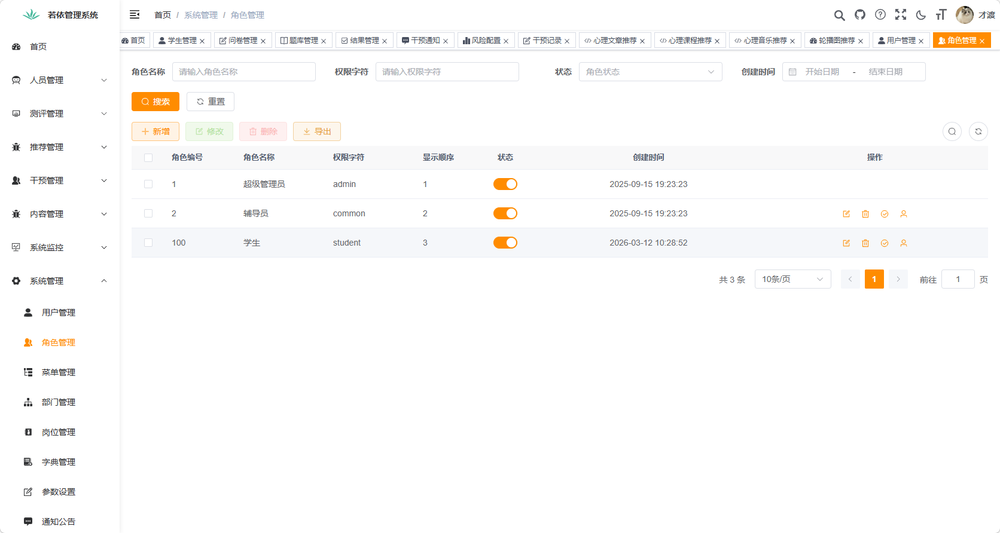 若依管理系统
首页
人员管理
测评管理
推荐管理
干预管理
内容管理
系统监控
系统管理
用户管理
角色管理
菜单管理
部门管理
岗位管理
字典管理
参数设置
通知公告
首页 / 系统管理 / 角色管理
才渡
首页 学生管理 问卷管理 题库管理 结果管理 干预通知 风险配置 干预记录 心理文章推荐 心理课程推荐 心理音乐推荐 轮播图推荐 用户管理 角色管理
角色名称 请输入角色名称 权限字符 请输入权限字符 状态 角色状态 创建时间 开始日期 - 结束日期
搜索 重置
新增 修改 删除 导出
角色编号 角色名称 权限字符 显示顺序 状态 创建时间 操作
1 超级管理员 admin 1 2025-09-15 19:23:23
2 辅导员 common 2 2025-09-15 19:23:23
100 学生 student 3 2026-03-12 10:28:52
共 3 条 10条/页 1 前往 1 页